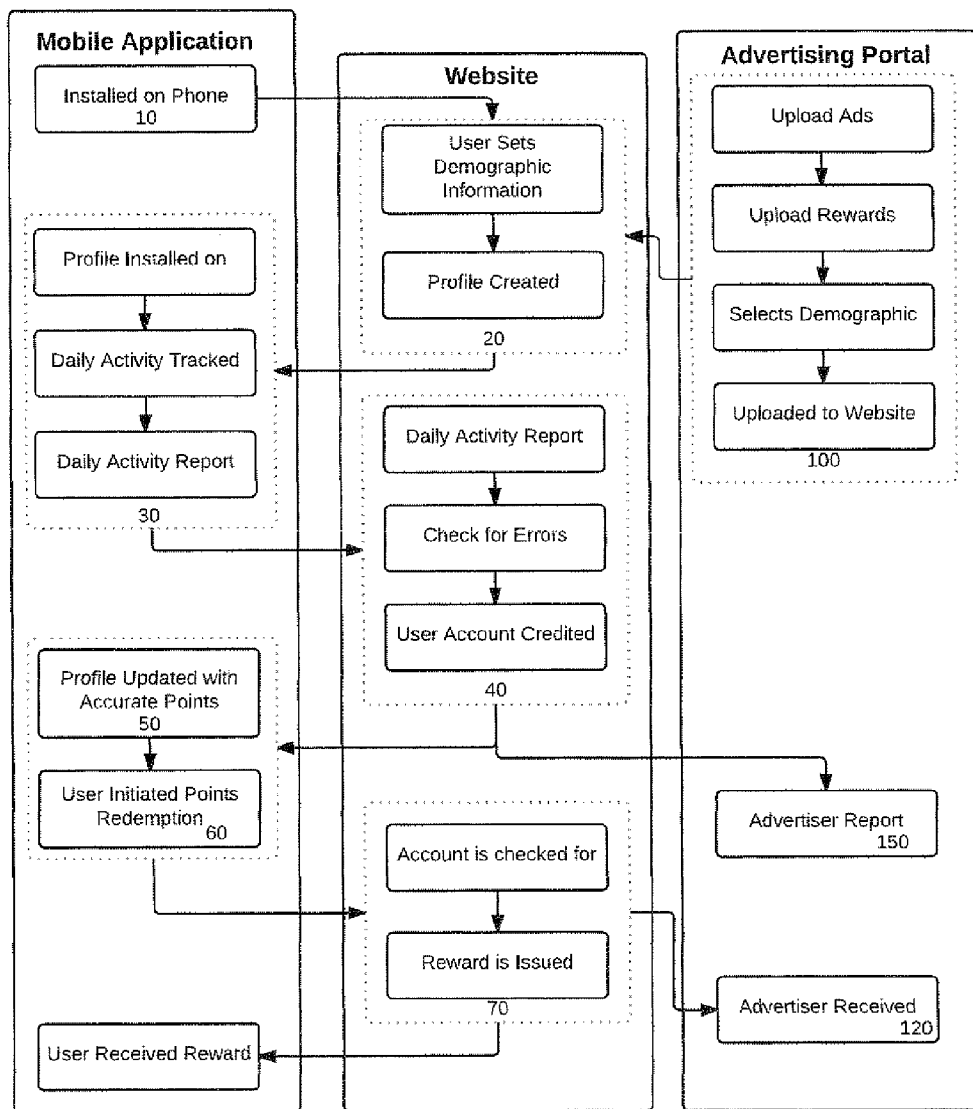 Mobile Application
Installed on Phone
10
Profile Installed on
Daily Activity Tracked
Daily Activity Report
30
Profile Updated with
Accurate Points
50
User Initiated Points
Redemption
60
User Received Reward
Website
User Sets
Demographic
Information
Profile Created
20
Daily Activity Report
Check for Errors
User Account Credited
40
Account is checked for
Reward is Issued
70
Advertising Portal
Upload Ads
Upload Rewards
Selects Demographic
Uploaded to Website
100
Advertiser Report
150
Advertiser Received
120